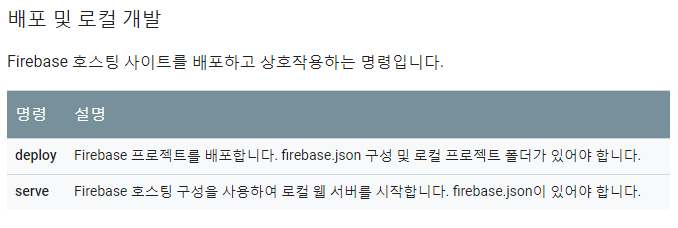 배포 및 로컬 개발
Firebase 호스팅 사이트를 배포하고 상호작용하는 명령입니다.
명령 설명
deploy Firebase 프로젝트를 배포합니다. firebase.json 구성 및 로컬 프로젝트 폴더가 있어야 합니다.
serve Firebase 호스팅 구성을 사용하여 로컬 웹 서버를 시작합니다. firebase.json이 있어야 합니다.